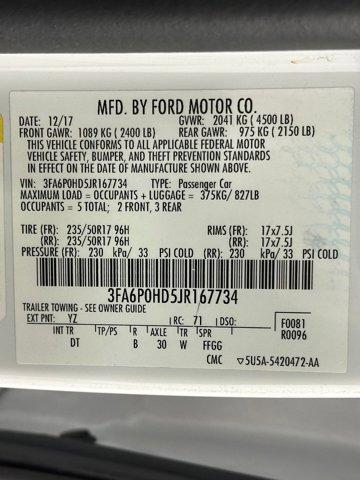 MFD. BY FORD MOTOR CO.
DATE: 12/17 GVWR: 2041 KG (4500 LB)
FRONT GAWR: 1089 KG (2400 LB) REAR GAWR: 975 KG (2150 LB)
THIS VEHICLE CONFORMS TO ALL APPLICABLE FEDERAL MOTOR
VEHICLE SAFETY, BUMPER, AND THEFT PREVENTION STANDARDS
IN EFFECT ON THE DATE OF MANUFACTURE SHOWN ABOVE.
VIN: 3FA6P0HD5JR167734 TYPE: Passenger Car
MAXIMUM LOAD = OCCUPANTS + LUGGAGE = 375KG/ 827LB
OCCUPANTS = 5 TOTAL; 2 FRONT, 3 REAR
TIRE (F): 235/50R17 96H RIMS (F): 17x7.5J
TIRE (R): 235/50R17 96H RIMS (R): 17x7.5J
PRESSURE (F): 230 kPa/ 33 PSI COLD (R): 230 kPa/ 33 PSI COLD
3FA6P0HD5JR167734
TRAILER TOWING - SEE OWNER GUIDE
EXT PNT: YZ RC: 71 DSO: F0081
INT TR TP/PS R AXLE TR SPR R0096
DT B 30 W FFGG
CMC 5U5A-5420472-AA